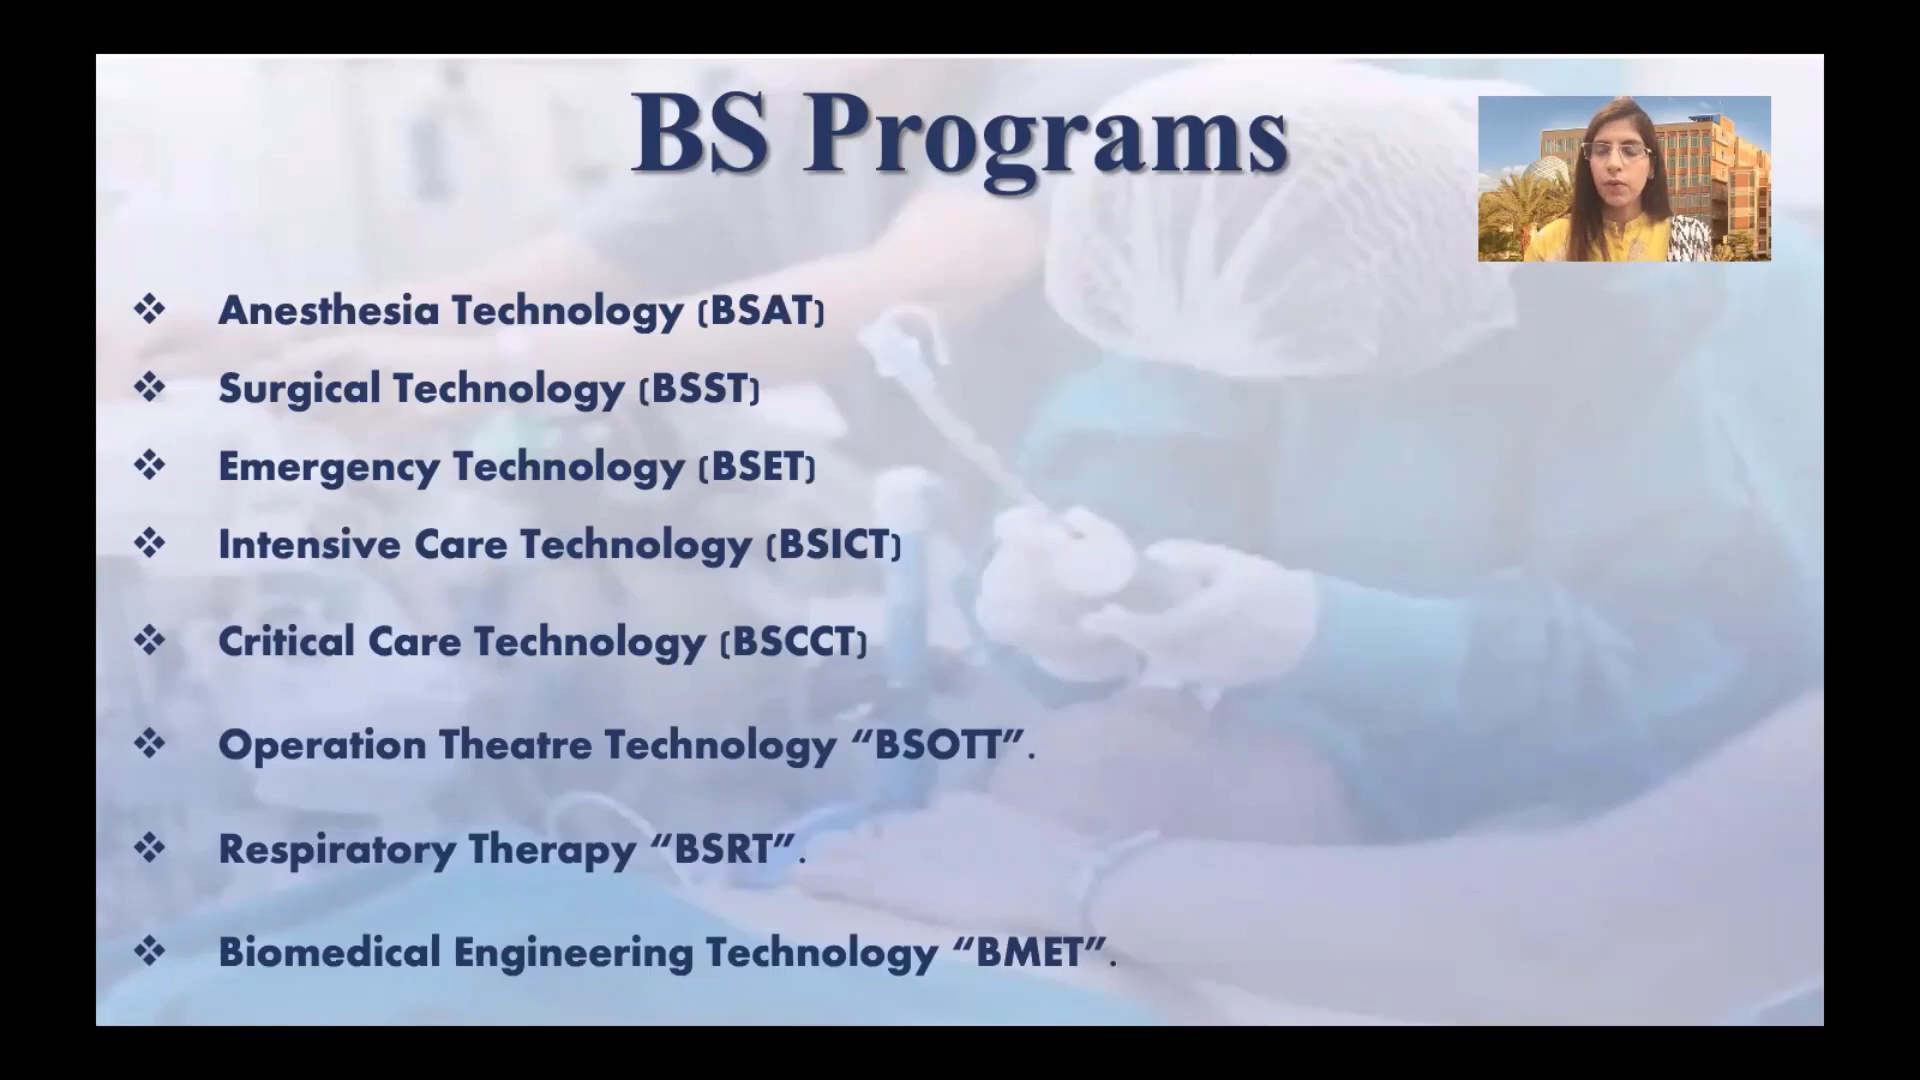 BS Programs
❖ Anesthesia Technology (BSAT)
❖ Surgical Technology (BSST)
❖ Emergency Technology (BSET)
❖ Intensive Care Technology (BSICT)
❖ Critical Care Technology (BSCCT)
❖ Operation Theatre Technology “BSOTT”.
❖ Respiratory Therapy “BSRT”.
❖ Biomedical Engineering Technology “BMET”.